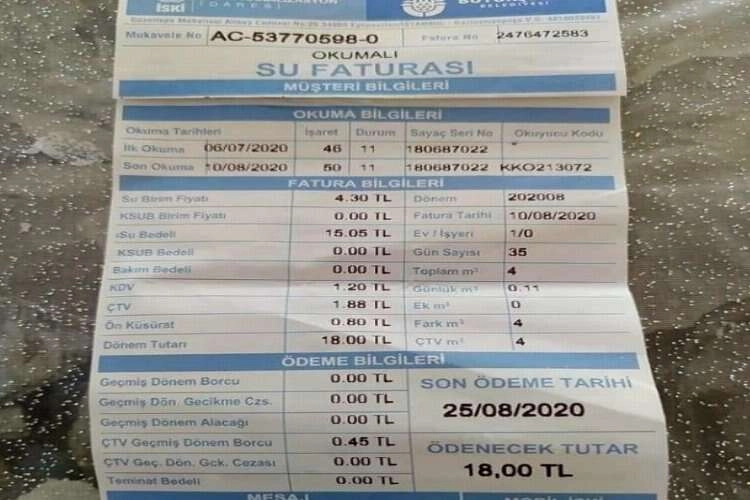 İSKİ İDARESİ
BELEDİYESİ
Mukavele No AC-53770598-0 Fatura No 2476472583
OKUMALI
SU FATURASI
MÜŞTERİ BİLGİLERİ
OKUMA BİLGİLERİ
Okuma Tarihleri İşaret Durum Sayaç Seri No Okuyucu Kodu
İlk Okuma 06/07/2020 46 11 180687022
Son Okuma 10/08/2020 50 11 180687022 KKO213072
FATURA BİLGİLERİ
Su Birim Fiyatı 4.30 TL Dönem 202008
KSUB Birim Fiyatı 0.00 TL Fatura Tarihi 10/08/2020
Su Bedeli 15.05 TL Ev / İşyeri 1/0
KSUB Bedeli 0.00 TL Gün Sayısı 35
Bakım Bedeli 0.00 TL Toplam m³ 4
KDV 1.20 TL Günlük m³ 0.11
ÇTV 1.88 TL Ek m³ 0
Ön Küsürat 0.80 TL Fark m³ 4
Dönem Tutarı 18.00 TL ÇTV m³ 4
ÖDEME BİLGİLERİ
Geçmiş Dönem Borcu 0.00 TL
Geçmiş Dön. Gecikme Czs. 0.00 TL
Geçmiş Dönem Alacağı 0.00 TL
ÇTV Geçmiş Dönem Borcu 0.45 TL
ÇTV Geç. Dön. Gck. Cezası 0.00 TL
Teminat Bedeli 0.00 TL
SON ÖDEME TARİHİ
25/08/2020
ÖDENECEK TUTAR
18,00 TL
MESAJ